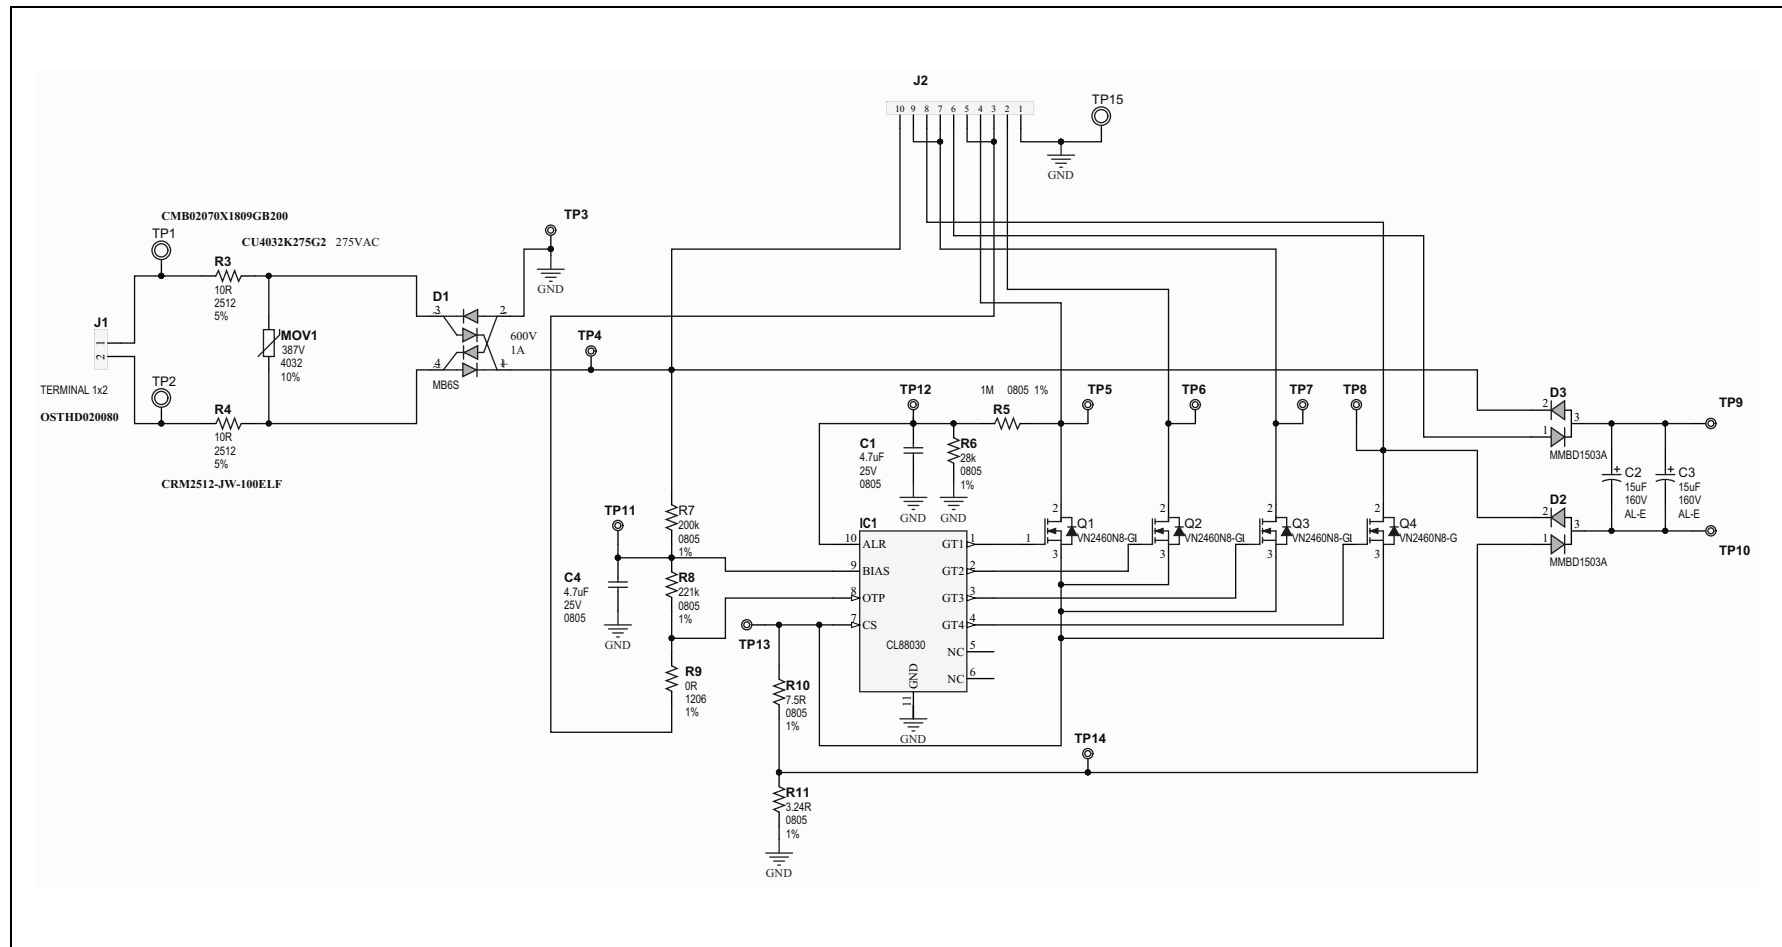 J2
10 9 8 7 6 5 4 3 2 1
TP15
GND
CMB02070X1809GB200
TP1
CU4032K275G2 275VAC
R3
10R
2512
5%
TP3
GND
J1
1
2
TERMINAL 1x2
OSTHD020080
MOV1
387V
4032
10%
D1
3
2
4
1
600V
1A
MB6S
TP2
R4
10R
2512
5%
CRM2512-JW-100ELF
TP4
TP12
1M 0805 1%
R5
TP5
TP6
TP7
TP8
D3
2
3
1
MMBD1503A
TP9
C1
4.7uF
25V
0805
GND
R6
28k
0805
1%
GND
C2
15uF
160V
AL-E
C3
15uF
160V
AL-E
TP10
D2
2
3
1
MMBD1503A
TP11
R7
200k
0805
1%
C4
4.7uF
25V
0805
GND
R8
221k
0805
1%
R9
0R
1206
1%
IC1
10 ALR
9 BIAS
8 OTP
7 CS
CL88030
GT1 1
GT2 2
GT3 3
GT4 4
NC 5
NC 6
GND
11
GND
2
1
3
Q1
VN2460N8-G
2
1
3
Q2
VN2460N8-G
2
1
3
Q3
VN2460N8-G
2
1
3
Q4
VN2460N8-G
TP13
R10
7.5R
0805
1%
TP14
R11
3.24R
0805
1%
GND